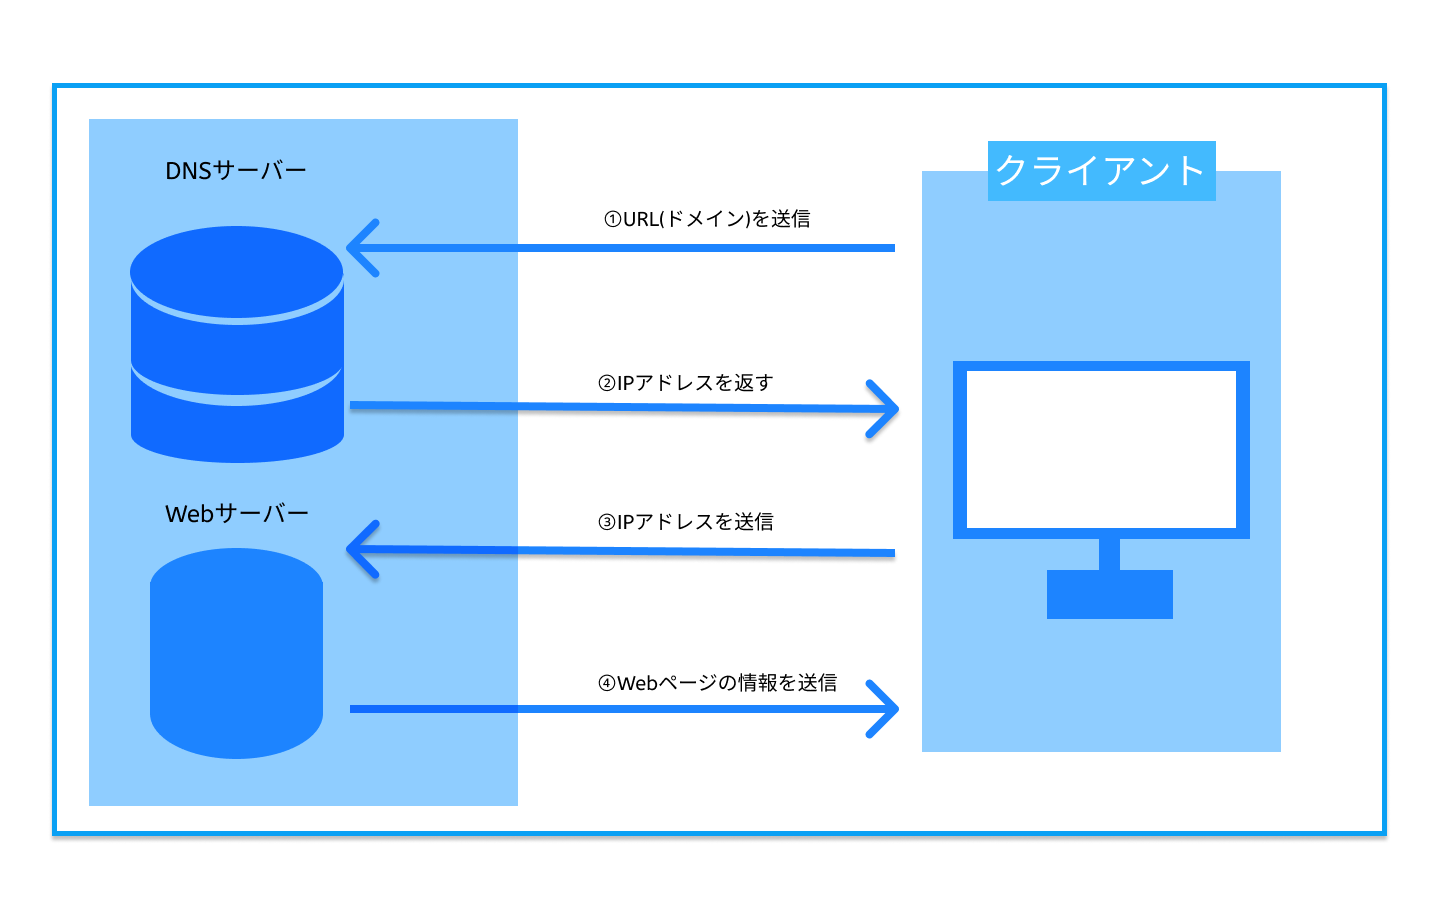 DNSサーバー
クライアント
①URL(ドメイン)を送信
②IPアドレスを返す
Webサーバー
③IPアドレスを送信
④Webページの情報を送信